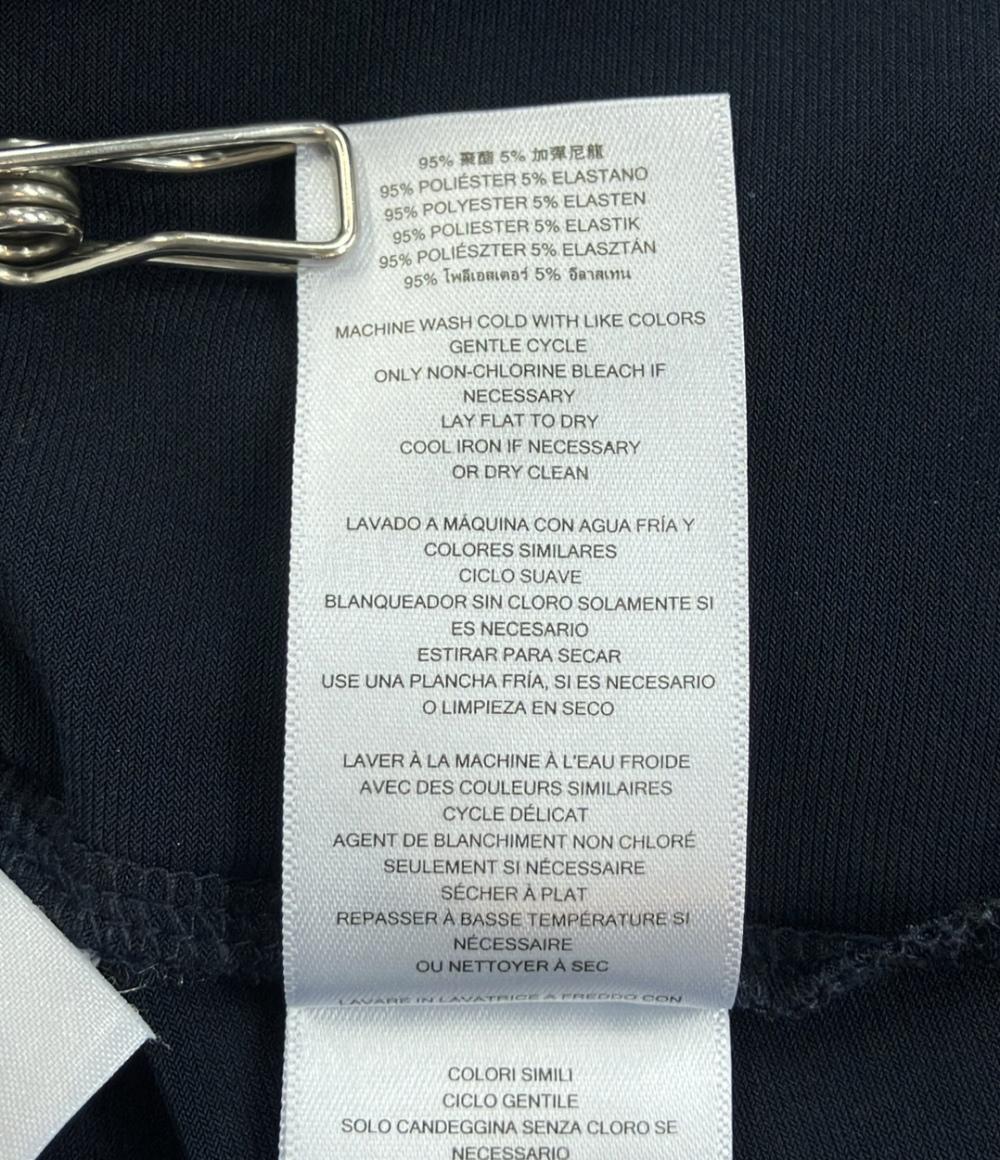 95% 聚酯 5% 加彈尼龍
95% POLIÉSTER 5% ELASTANO
95% POLYESTER 5% ELASTEN
95% POLIESTER 5% ELASTIK
95% POLIÉSZTER 5% ELASZTÁN
95% โพลีเอสเตอร์ 5% อีลาสเทน
MACHINE WASH COLD WITH LIKE COLORS
GENTLE CYCLE
ONLY NON-CHLORINE BLEACH IF
NECESSARY
LAY FLAT TO DRY
COOL IRON IF NECESSARY
OR DRY CLEAN
LAVADO A MÁQUINA CON AGUA FRÍA Y
COLORES SIMILARES
CICLO SUAVE
BLANQUEADOR SIN CLORO SOLAMENTE SI
ES NECESARIO
ESTIRAR PARA SECAR
USE UNA PLANCHA FRÍA, SI ES NECESARIO
O LIMPIEZA EN SECO
LAVER À LA MACHINE À L'EAU FROIDE
AVEC DES COULEURS SIMILAIRES
CYCLE DÉLICAT
AGENT DE BLANCHIMENT NON CHLORÉ
SEULEMENT SI NÉCESSAIRE
SÉCHER À PLAT
REPASSER À BASSE TEMPÉRATURE SI
NÉCESSAIRE
OU NETTOYER À SEC
LAVARE IN LAVATRICE A FREDDO CON
COLORI SIMILI
CICLO GENTILE
SOLO CANDEGGINA SENZA CLORO SE
NECESSARIO